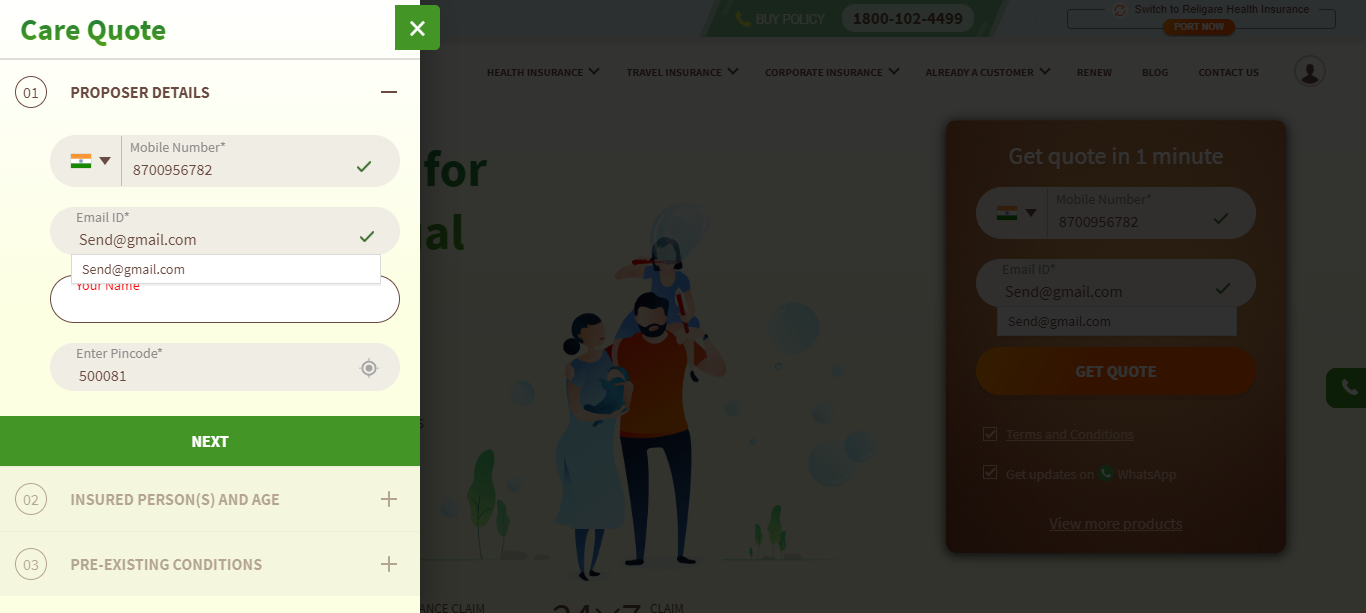 Care Quote
01 PROPOSER DETAILS
Mobile Number*
8700956782
Email ID*
Send@gmail.com
Send@gmail.com
Your Name
Enter Pincode*
500081
NEXT
02 INSURED PERSON(S) AND AGE
03 PRE-EXISTING CONDITIONS
BUY POLICY 1800-102-4499
Switch to Religare Health Insurance
PORT NOW
HEALTH INSURANCE TRAVEL INSURANCE CORPORATE INSURANCE ALREADY A CUSTOMER RENEW BLOG CONTACT US
for
al
Get quote in 1 minute
Mobile Number*
8700956782
Email ID*
Send@gmail.com
Send@gmail.com
GET QUOTE
Terms and Conditions
Get updates on WhatsApp
View more products
ANCE CLAIM 24x7 CLAIM